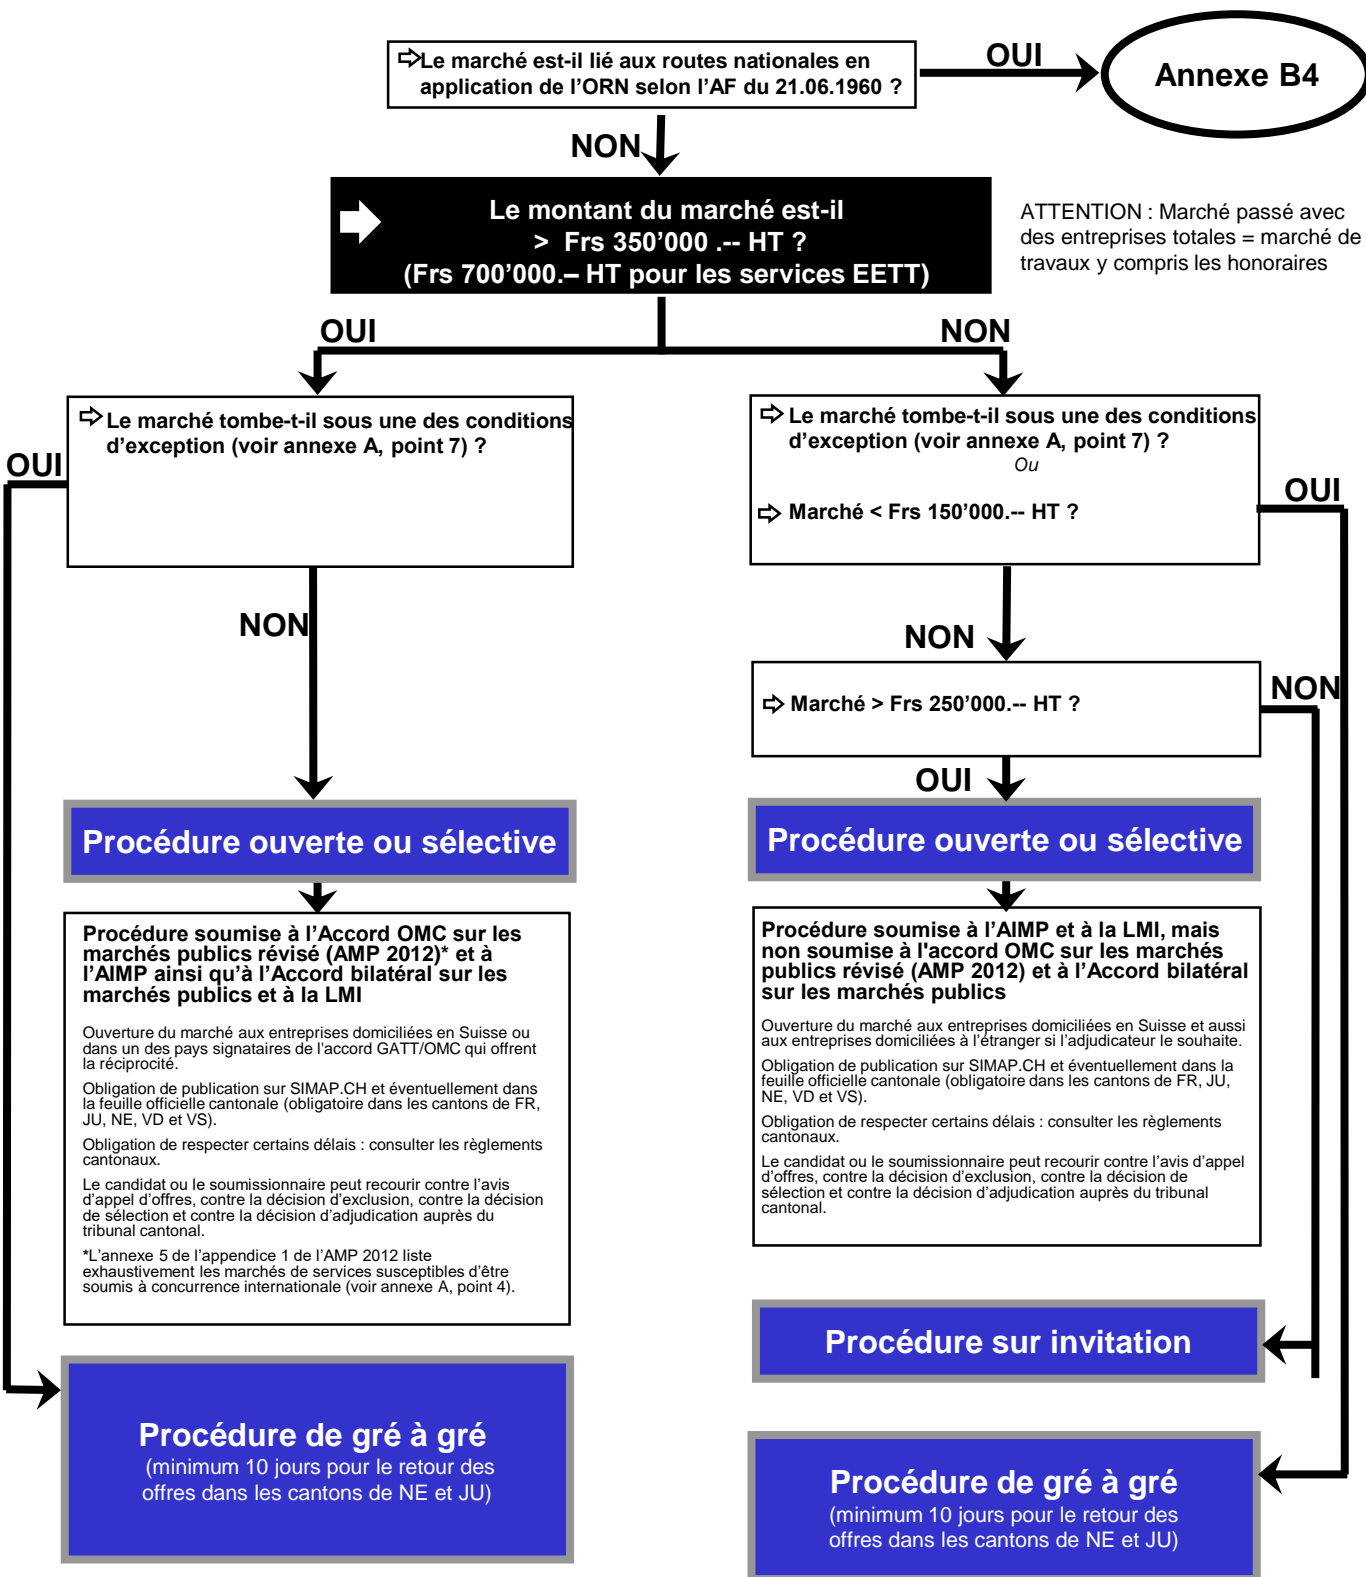 Le marché est-il lié aux routes nationales en
application de l'ORN selon l'AF du 21.06.1960 ?
OUI
Annexe B4
NON
Le montant du marché est-il
> Frs 350'000 .-- HT ?
(Frs 700'000.– HT pour les services EETT)
ATTENTION : Marché passé avec
des entreprises totales = marché de
travaux y compris les honoraires
OUI
NON
Le marché tombe-t-il sous une des conditions
d'exception (voir annexe A, point 7) ?
OUI
NON
Le marché tombe-t-il sous une des conditions
d'exception (voir annexe A, point 7) ?
Ou
Marché < Frs 150'000.-- HT ?
OUI
NON
Marché > Frs 250'000.-- HT ?
NON
OUI
Procédure ouverte ou sélective
Procédure ouverte ou sélective
Procédure soumise à l'Accord OMC sur les
marchés publics révisé (AMP 2012)* et à
l'AIMP ainsi qu'à l'Accord bilatéral sur les
marchés publics et à la LMI
Ouverture du marché aux entreprises domiciliées en Suisse ou
dans un des pays signataires de l'accord GATT/OMC qui offrent
la réciprocité.
Obligation de publication sur SIMAP.CH et éventuellement dans
la feuille officielle cantonale (obligatoire dans les cantons de FR,
JU, NE, VD et VS).
Obligation de respecter certains délais : consulter les règlements
cantonaux.
Le candidat ou le soumissionnaire peut recourir contre l'avis
d'appel d'offres, contre la décision d'exclusion, contre la décision
de sélection et contre la décision d'adjudication auprès du
tribunal cantonal.
*L'annexe 5 de l'appendice 1 de l'AMP 2012 liste
exhaustivement les marchés de services susceptibles d'être
soumis à concurrence internationale (voir annexe A, point 4).
Procédure soumise à l'AIMP et à la LMI, mais
non soumise à l'accord OMC sur les marchés
publics révisé (AMP 2012) et à l'Accord bilatéral
sur les marchés publics
Ouverture du marché aux entreprises domiciliées en Suisse et aussi
aux entreprises domiciliées à l'étranger si l'adjudicateur le souhaite.
Obligation de publication sur SIMAP.CH et éventuellement dans la
feuille officielle cantonale (obligatoire dans les cantons de FR, JU,
NE, VD et VS).
Obligation de respecter certains délais : consulter les règlements
cantonaux.
Le candidat ou le soumissionnaire peut recourir contre l'avis d'appel
d'offres, contre la décision d'exclusion, contre la décision de
sélection et contre la décision d'adjudication auprès du tribunal
cantonal.
Procédure sur invitation
Procédure de gré à gré
(minimum 10 jours pour le retour des
offres dans les cantons de NE et JU)
Procédure de gré à gré
(minimum 10 jours pour le retour des
offres dans les cantons de NE et JU)